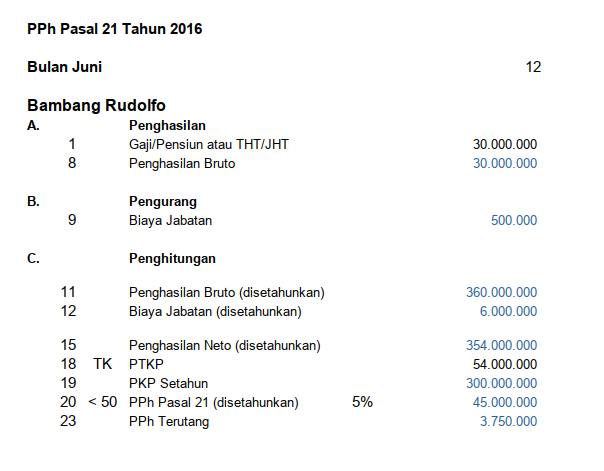 PPh Pasal 21 Tahun 2016
Bulan Juni 12
Bambang Rudolfo
A. Penghasilan
1 Gaji/Pensiun atau THT/JHT 30.000.000
8 Penghasilan Bruto 30.000.000
B. Pengurang
9 Biaya Jabatan 500.000
C. Penghitungan
11 Penghasilan Bruto (disetahunkan) 360.000.000
12 Biaya Jabatan (disetahunkan) 6.000.000
15 Penghasilan Neto (disetahunkan) 354.000.000
18 TK PTKP 54.000.000
19 PKP Setahun 300.000.000
20 < 50 PPh Pasal 21 (disetahunkan) 5% 45.000.000
23 PPh Terutang 3.750.000